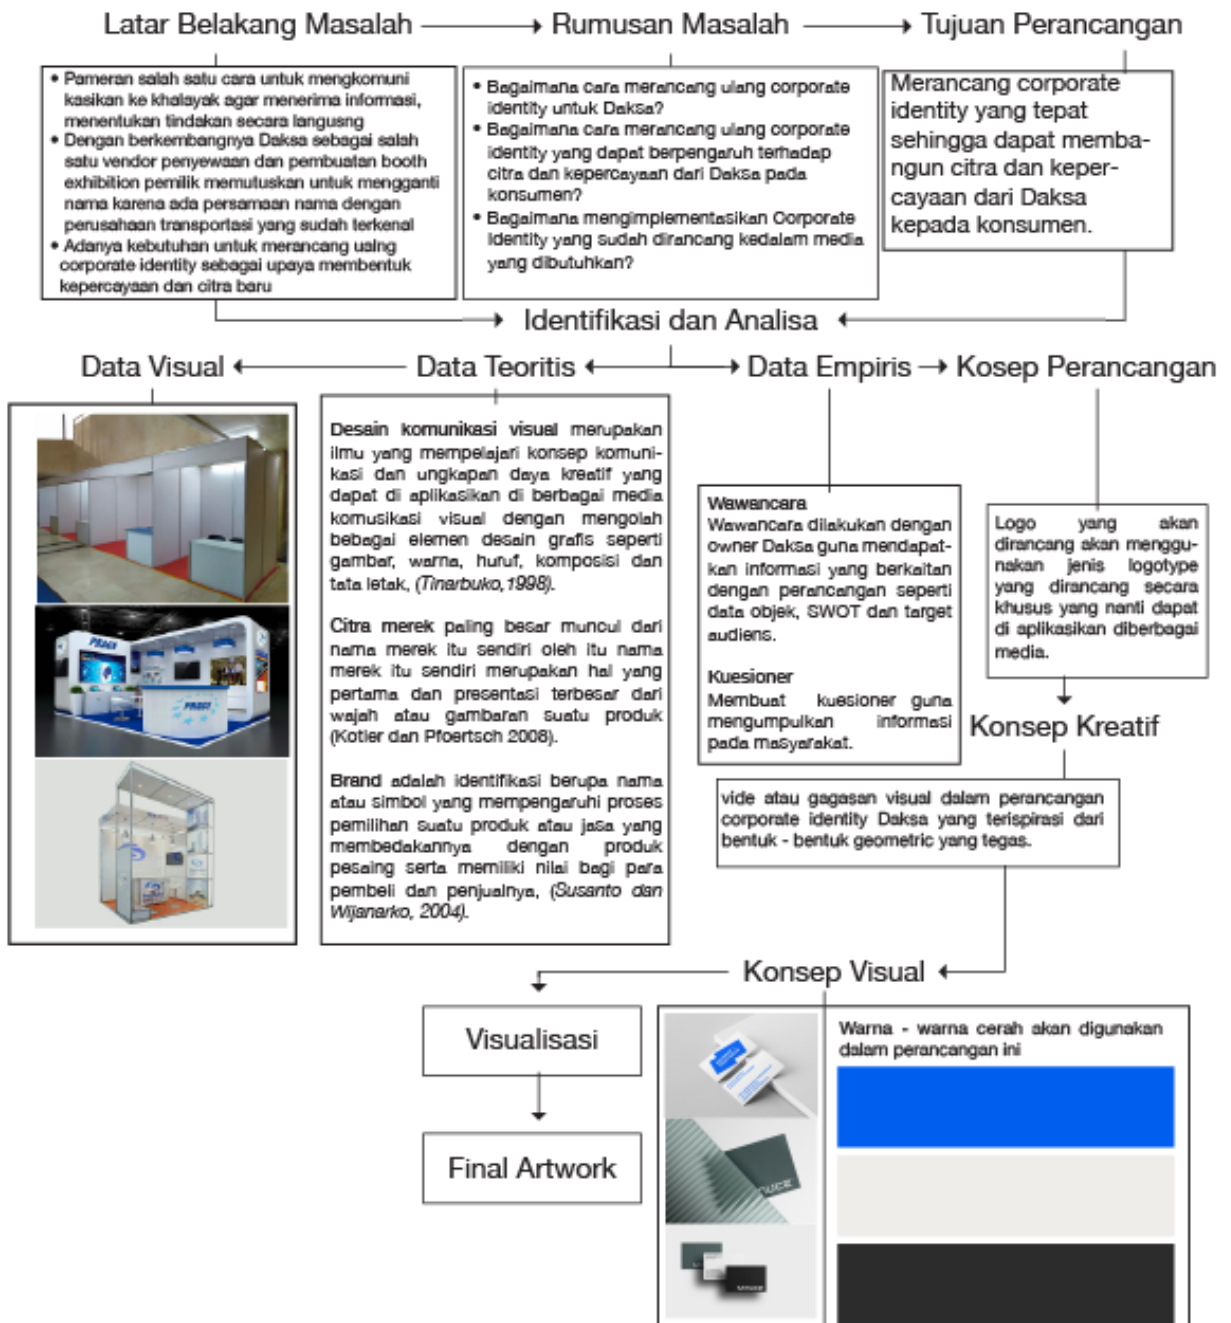 Latar Belakang Masalah
Rumusan Masalah
Tujuan Perancangan
• Pameran salah satu cara untuk mengkomuni
kasikan ke khalayak agar menerima informasi,
menentukan tindakan secara langusng
• Dengan berkembangnya Daksa sebagai salah
satu vendor penyewaan dan pembuatan booth
exhibition pemilik memutuskan untuk mengganti
nama karena ada persamaan nama dengan
perusahaan transportasi yang sudah terkenal
• Adanya kebutuhan untuk merancang ualng
corporate identity sebagai upaya membentuk
kepercayaan dan citra baru
• Bagaimana cara merancang ulang corporate
identity untuk Daksa?
• Bagaimana cara merancang ulang corporate
identity yang dapat berpengaruh terhadap
citra dan kepercayaan dari Daksa pada
konsumen?
• Bagaimana mengimplementasikan Corporate
Identity yang sudah dirancang kedalam media
yang dibutuhkan?
Merancang corporate
identity yang tepat
sehingga dapat memba-
ngun citra dan keper-
cayaan dari Daksa
kepada konsumen.
Identifikasi dan Analisa
Data Visual
Data Teoritis
Data Empiris
Kosep Perancangan
Desain komunikasi visual merupakan
ilmu yang mempelajari konsep komuni-
kasi dan ungkapan daya kreatif yang
dapat di aplikasikan di berbagai media
komusikasi visual dengan mengolah
bebagai elemen desain grafis seperti
gambar, warna, huruf, komposisi dan
tata letak, (Tinarbuko,1998).
Citra merek paling besar muncul dari
nama merek itu sendiri oleh itu nama
merek itu sendiri merupakan hal yang
pertama dan presentasi terbesar dari
wajah atau gambaran suatu produk
(Kotler dan Pfoertsch 2008).
Brand adalah identifikasi berupa nama
atau simbol yang mempengaruhi proses
pemilihan suatu produk atau jasa yang
membedakannya dengan produk
pesaing serta memiliki nilai bagi para
pembeli dan penjualnya, (Susanto dan
Wijanarko, 2004).
Wawancara
Wawancara dilakukan dengan
owner Daksa guna mendapat-
kan informasi yang berkaitan
dengan perancangan seperti
data objek, SWOT dan target
audiens.
Kuesioner
Membuat kuesioner guna
mengumpulkan informasi
pada masyarakat.
Logo yang akan
dirancang akan menggu-
nakan jenis logotype
yang dirancang secara
khusus yang nanti dapat
di aplikasikan diberbagai
media.
Konsep Kreatif
vide atau gagasan visual dalam perancangan
corporate identity Daksa yang terispirasi dari
bentuk - bentuk geometric yang tegas.
Konsep Visual
Visualisasi
Final Artwork
Warna - warna cerah akan digunakan
dalam perancangan ini